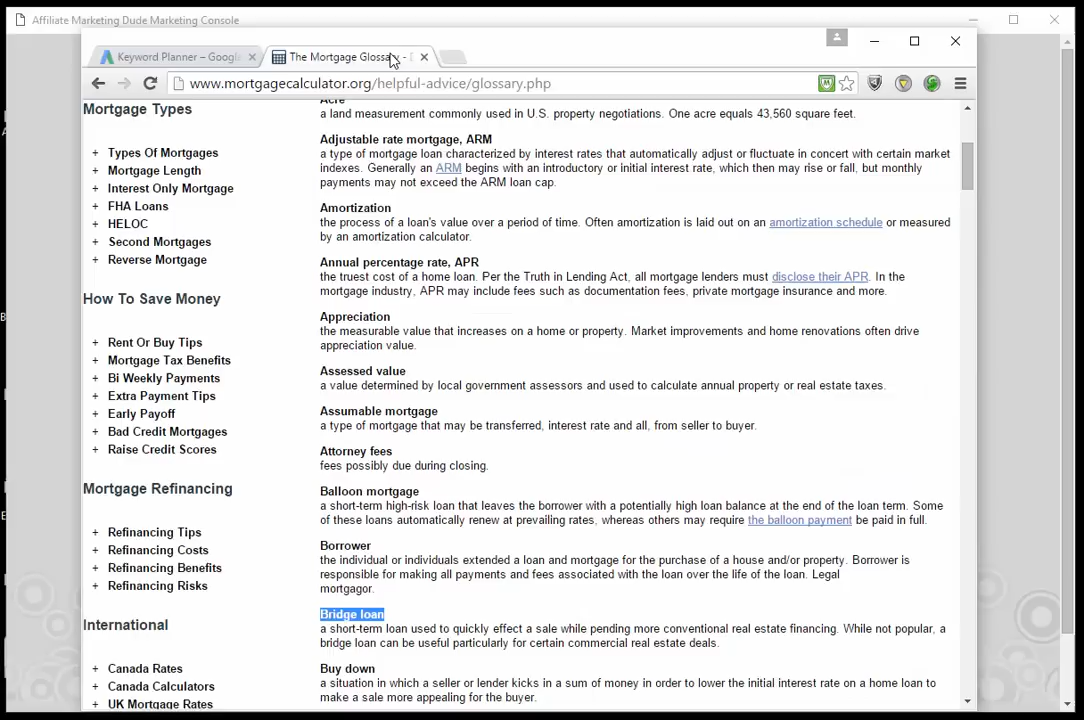 Affiliate Marketing Dude Marketing Console
Keyword Planner – Googl
The Mortgage Glossary -
www.mortgagecalculator.org/helpful-advice/glossary.php
Mortgage Types
+ Types Of Mortgages
+ Mortgage Length
+ Interest Only Mortgage
+ FHA Loans
+ HELOC
+ Second Mortgages
+ Reverse Mortgage
How To Save Money
+ Rent Or Buy Tips
+ Mortgage Tax Benefits
+ Bi Weekly Payments
+ Extra Payment Tips
+ Early Payoff
+ Bad Credit Mortgages
+ Raise Credit Scores
Mortgage Refinancing
+ Refinancing Tips
+ Refinancing Costs
+ Refinancing Benefits
+ Refinancing Risks
International
+ Canada Rates
+ Canada Calculators
+ UK Mortgage Rates
Acre
a land measurement commonly used in U.S. property negotiations. One acre equals 43,560 square feet.
Adjustable rate mortgage, ARM
a type of mortgage loan characterized by interest rates that automatically adjust or fluctuate in concert with certain market
indexes. Generally an ARM begins with an introductory or initial interest rate, which then may rise or fall, but monthly
payments may not exceed the ARM loan cap.
Amortization
the process of a loan's value over a period of time. Often amortization is laid out on an amortization schedule or measured
by an amortization calculator.
Annual percentage rate, APR
the truest cost of a home loan. Per the Truth in Lending Act, all mortgage lenders must disclose their APR. In the
mortgage industry, APR may include fees such as documentation fees, private mortgage insurance and more.
Appreciation
the measurable value that increases on a home or property. Market improvements and home renovations often drive
appreciation value.
Assessed value
a value determined by local government assessors and used to calculate annual property or real estate taxes.
Assumable mortgage
a type of mortgage that may be transferred, interest rate and all, from seller to buyer.
Attorney fees
fees possibly due during closing.
Balloon mortgage
a short-term high-risk loan that leaves the borrower with a potentially high loan balance at the end of the loan term. Some
of these loans automatically renew at prevailing rates, whereas others may require the balloon payment be paid in full.
Borrower
the individual or individuals extended a loan and mortgage for the purchase of a house and/or property. Borrower is
responsible for making all payments and fees associated with the loan over the life of the loan. Legal
mortgagor.
Bridge loan
a short-term loan used to quickly effect a sale while pending more conventional real estate financing. While not popular, a
bridge loan can be useful particularly for certain commercial real estate deals.
Buy down
a situation in which a seller or lender kicks in a sum of money in order to lower the initial interest rate on a home loan to
make a sale more appealing for the buyer.